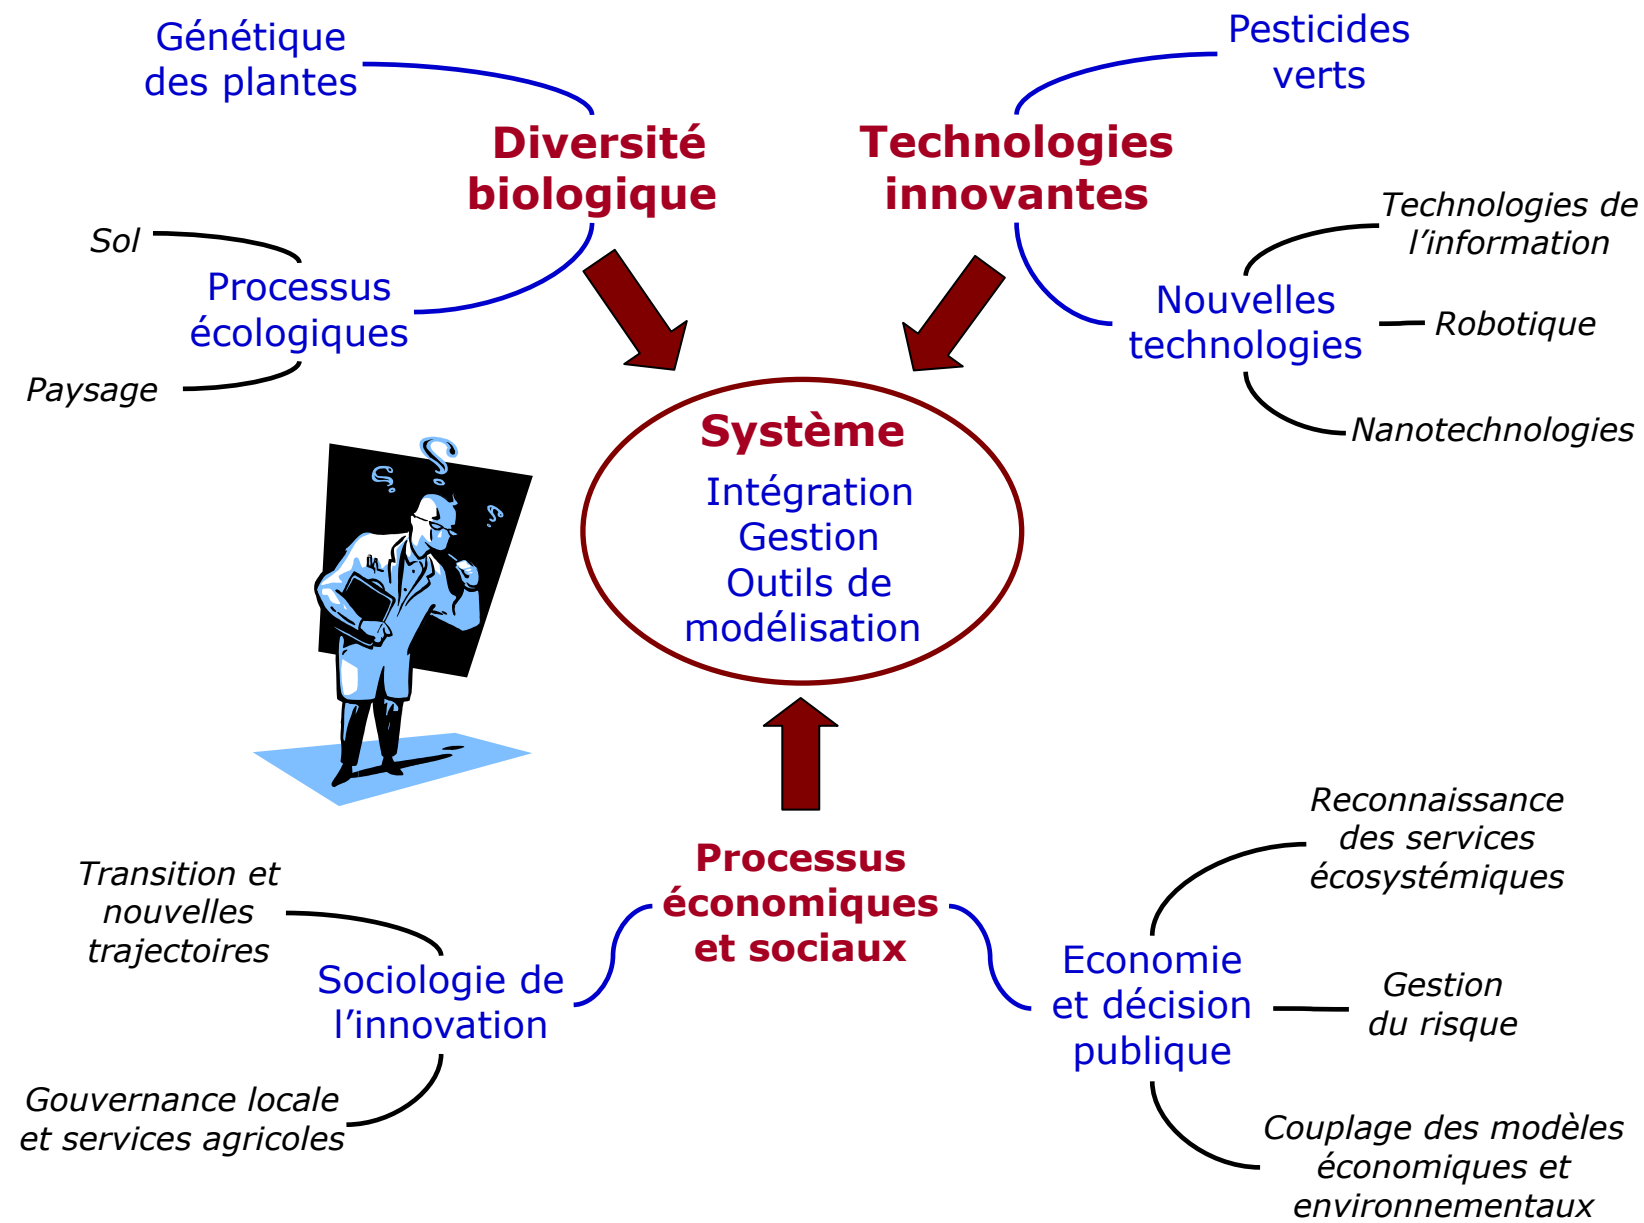 Génétique
des plantes
Pesticides
verts
Diversité
biologique
Technologies
innovantes
Sol
Processus
écologiques
Paysage
Technologies de
l’information
Nouvelles
technologies
Robotique
Nanotechnologies
Système
Intégration
Gestion
Outils de
modélisation
Processus
économiques
et sociaux
Transition et
nouvelles
trajectoires
Sociologie de
l’innovation
Gouvernance locale
et services agricoles
Reconnaissance
des services
écosystémiques
Economie
et décision
publique
Gestion
du risque
Couplage des modèles
économiques et
environnementaux